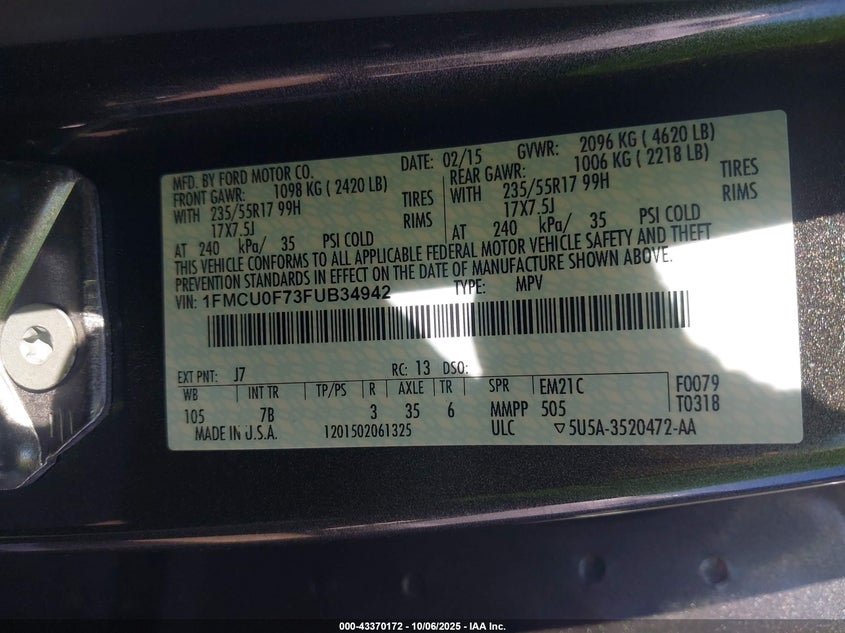 MFD. BY FORD MOTOR CO. DATE: 02/15 GVWR: 2096 KG ( 4620 LB)
FRONT GAWR: 1098 KG ( 2420 LB) REAR GAWR: 1006 KG ( 2218 LB)
WITH 235/55R17 99H TIRES WITH 235/55R17 99H TIRES
17X7.5J RIMS 17X7.5J RIMS
AT 240 kPa/ 35 PSI COLD AT 240 kPa/ 35 PSI COLD
THIS VEHICLE CONFORMS TO ALL APPLICABLE FEDERAL MOTOR VEHICLE SAFETY AND THEFT
PREVENTION STANDARDS IN EFFECT ON THE DATE OF MANUFACTURE SHOWN ABOVE.
VIN: 1FMCU0F73FUB34942 TYPE: MPV
EXT PNT: J7 RC: 13 DSO:
WB INT TR TP/PS R AXLE TR SPR EM21C F0079
105 7B 3 35 6 MMPP 505 T0318
MADE IN U.S.A. 1201502061325 ULC ▽5U5A-3520472-AA
000-43370172 - 10/06/2025 - IAA Inc.